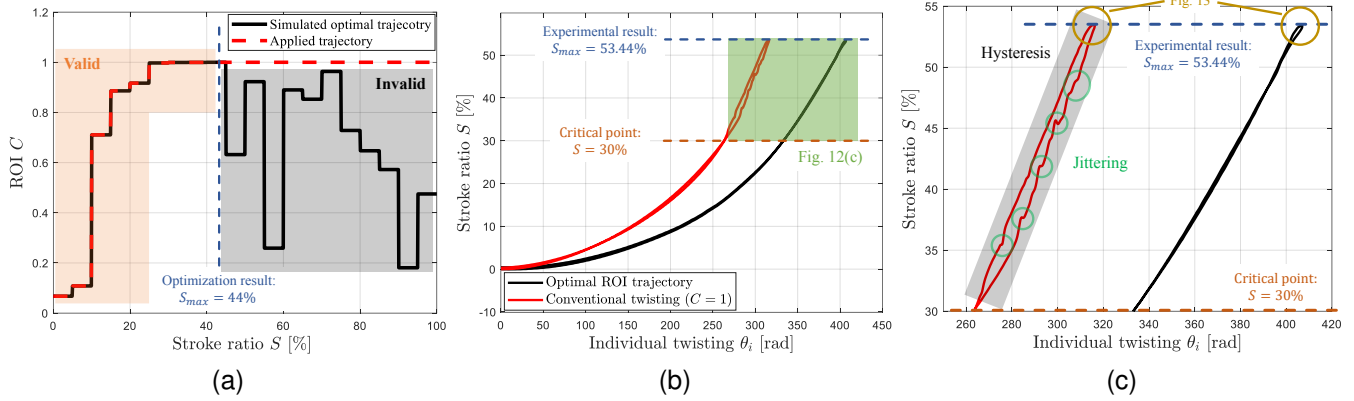 Simulated optimal trajecotry
Applied trajectory
Valid
Invalid
Optimization result:
S_max = 44%
ROI C
1
0.8
0.6
0.4
0.2
0
0
20
40
60
80
100
Stroke ratio S [%]
(a)
Experimental result:
S_max = 53.44%
Critical point:
S = 30%
Fig. 12(c)
Optimal ROI trajectory
Conventional twisting (C = 1)
Stroke ratio S [%]
60
50
40
30
20
10
0
-10
0
50
100
150
200
250
300
350
400
450
Individual twisting θi [rad]
(b)
Hysteresis
Experimental result:
S_max = 53.44%
Jittering
Critical point:
S = 30%
Stroke ratio S [%]
55
50
45
40
35
30
260
280
300
320
340
360
380
400
420
Individual twisting θi [rad]
(c)